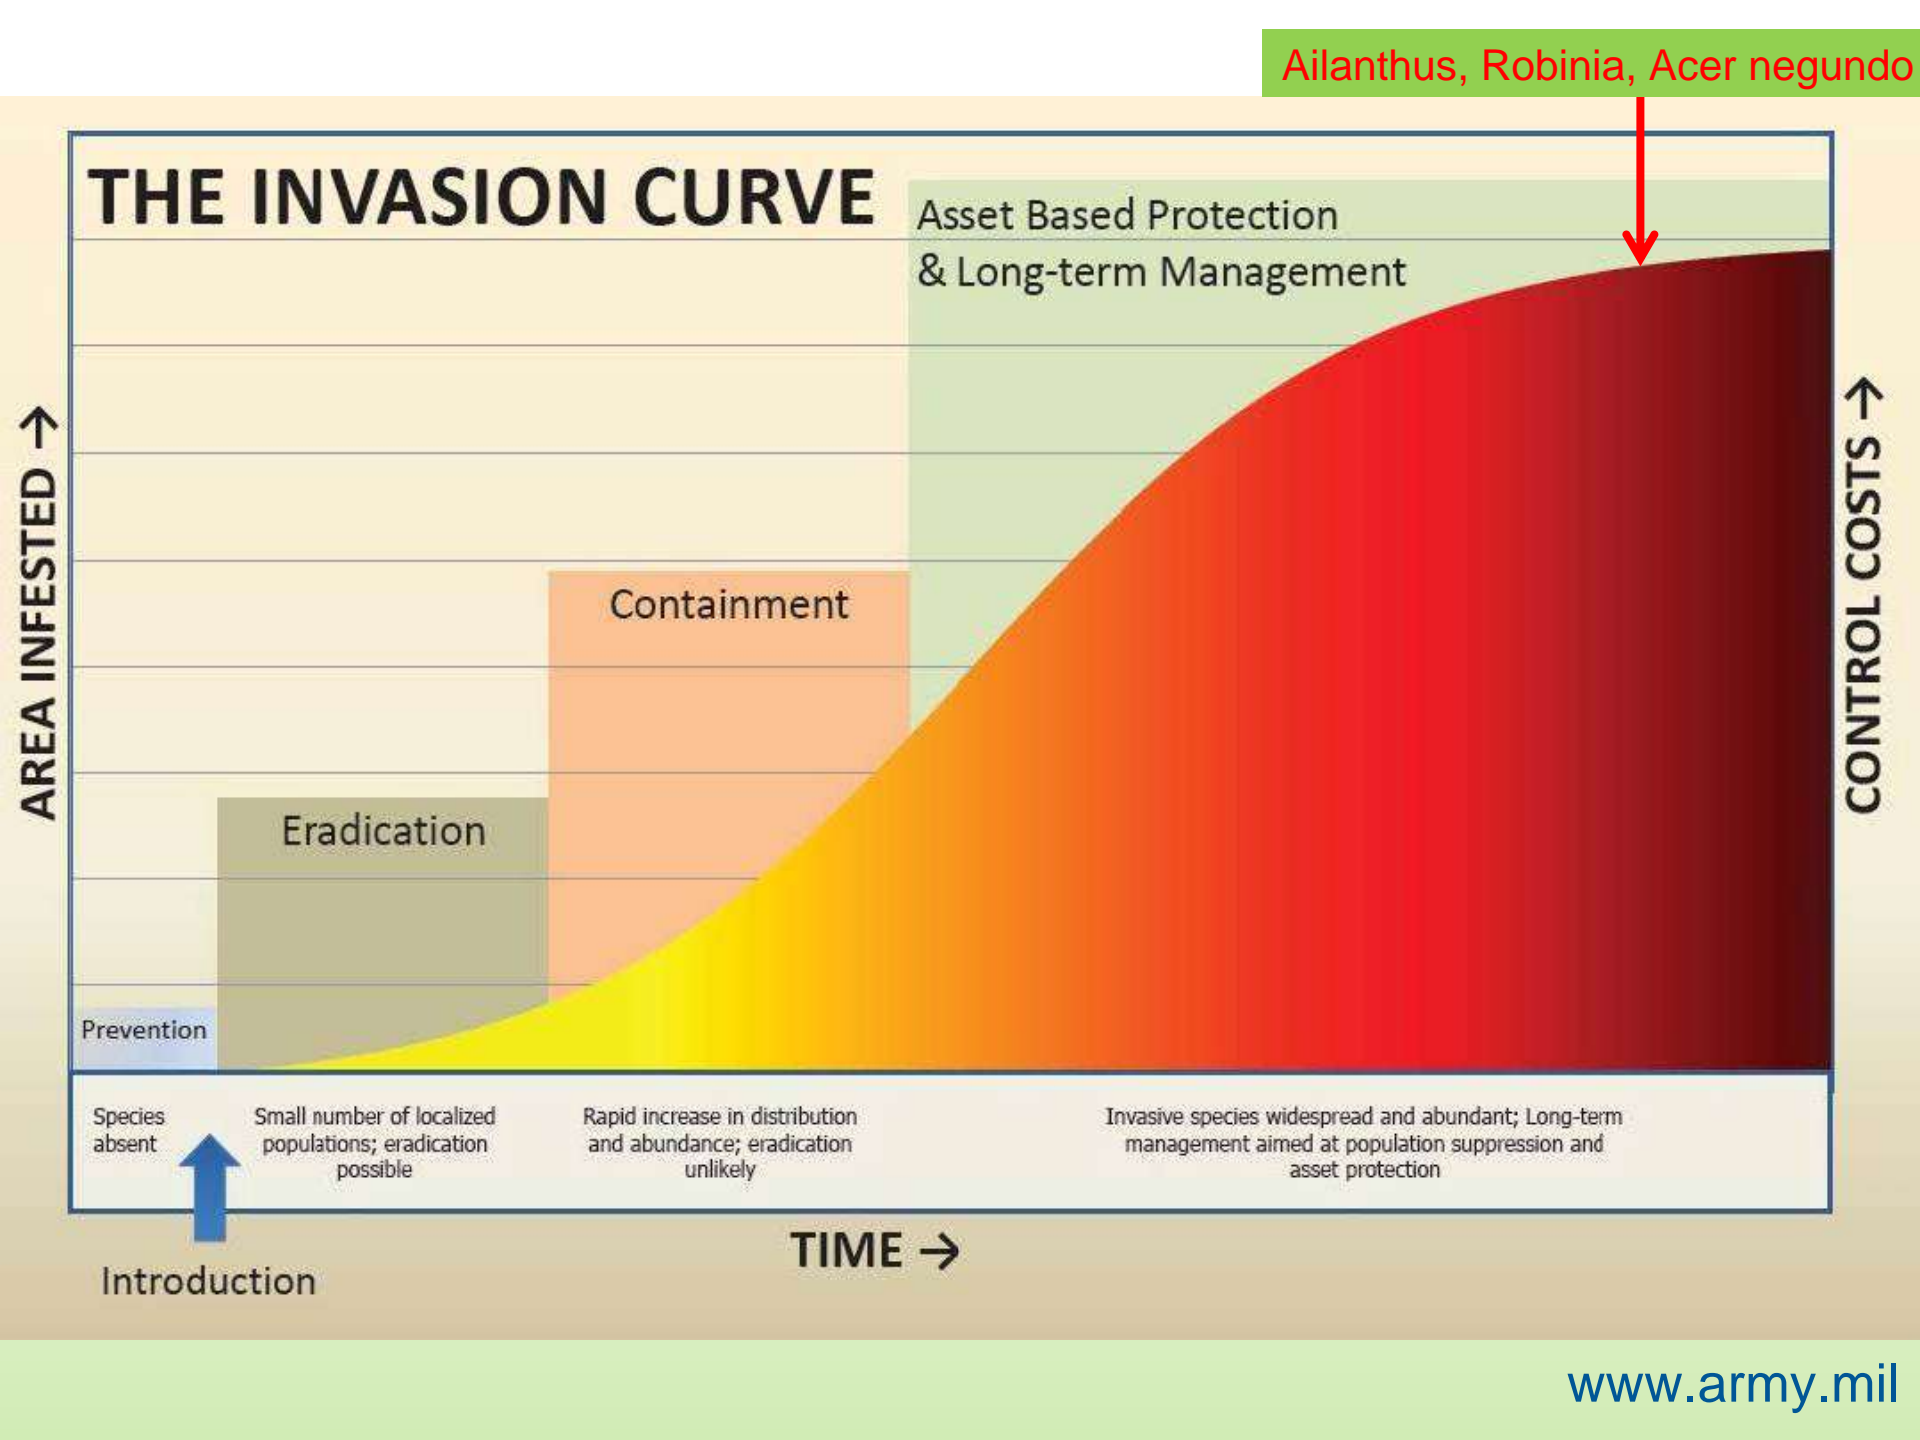 Ailanthus, Robinia, Acer negundo
THE INVASION CURVE
Asset Based Protection
& Long-term Management
AREA INFESTED →
CONTROL COSTS →
Containment
Eradication
Prevention
Species
absent
Small number of localized
populations; eradication
possible
Rapid increase in distribution
and abundance; eradication
unlikely
Invasive species widespread and abundant; Long-term
management aimed at population suppression and
asset protection
TIME →
Introduction
www.army.mil